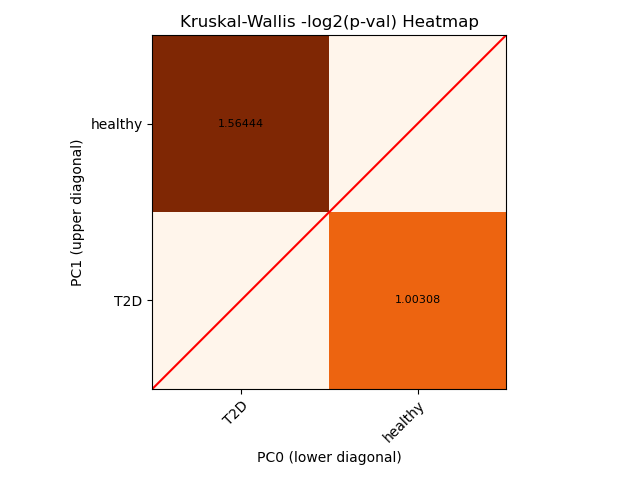 Kruskal-Wallis -log2(p-val) Heatmap
healthy
1.56444
PC1 (upper diagonal)
T2D
1.00308
T2D
healthy
PC0 (lower diagonal)